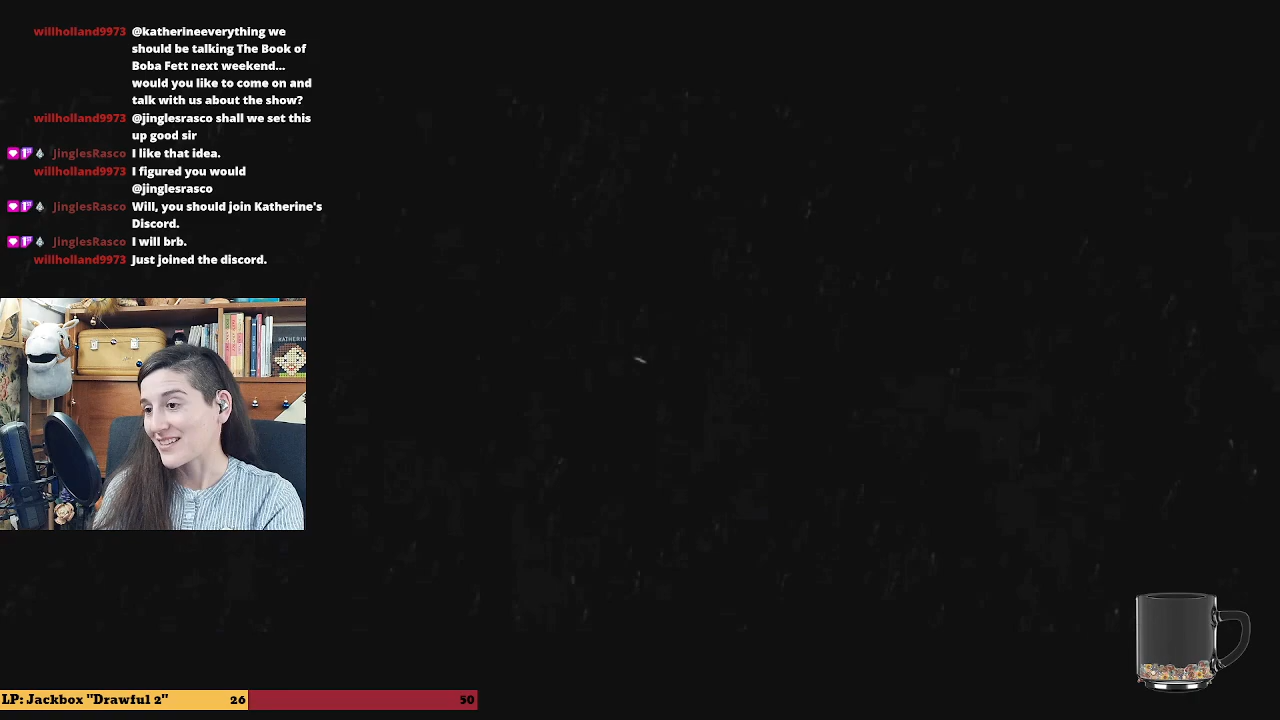 willholland9973 @katherineeverything we
should be talking The Book of
Boba Fett next weekend...
would you like to come on and
talk with us about the show?
willholland9973 @jinglesrasco shall we set this
up good sir
JinglesRasco I like that idea.
willholland9973 I figured you would
@jinglesrasco
JinglesRasco Will, you should join Katherine's
Discord.
JinglesRasco I will brb.
willholland9973 Just joined the discord.
KATHERIN
LP: Jackbox "Drawful 2" 26 50